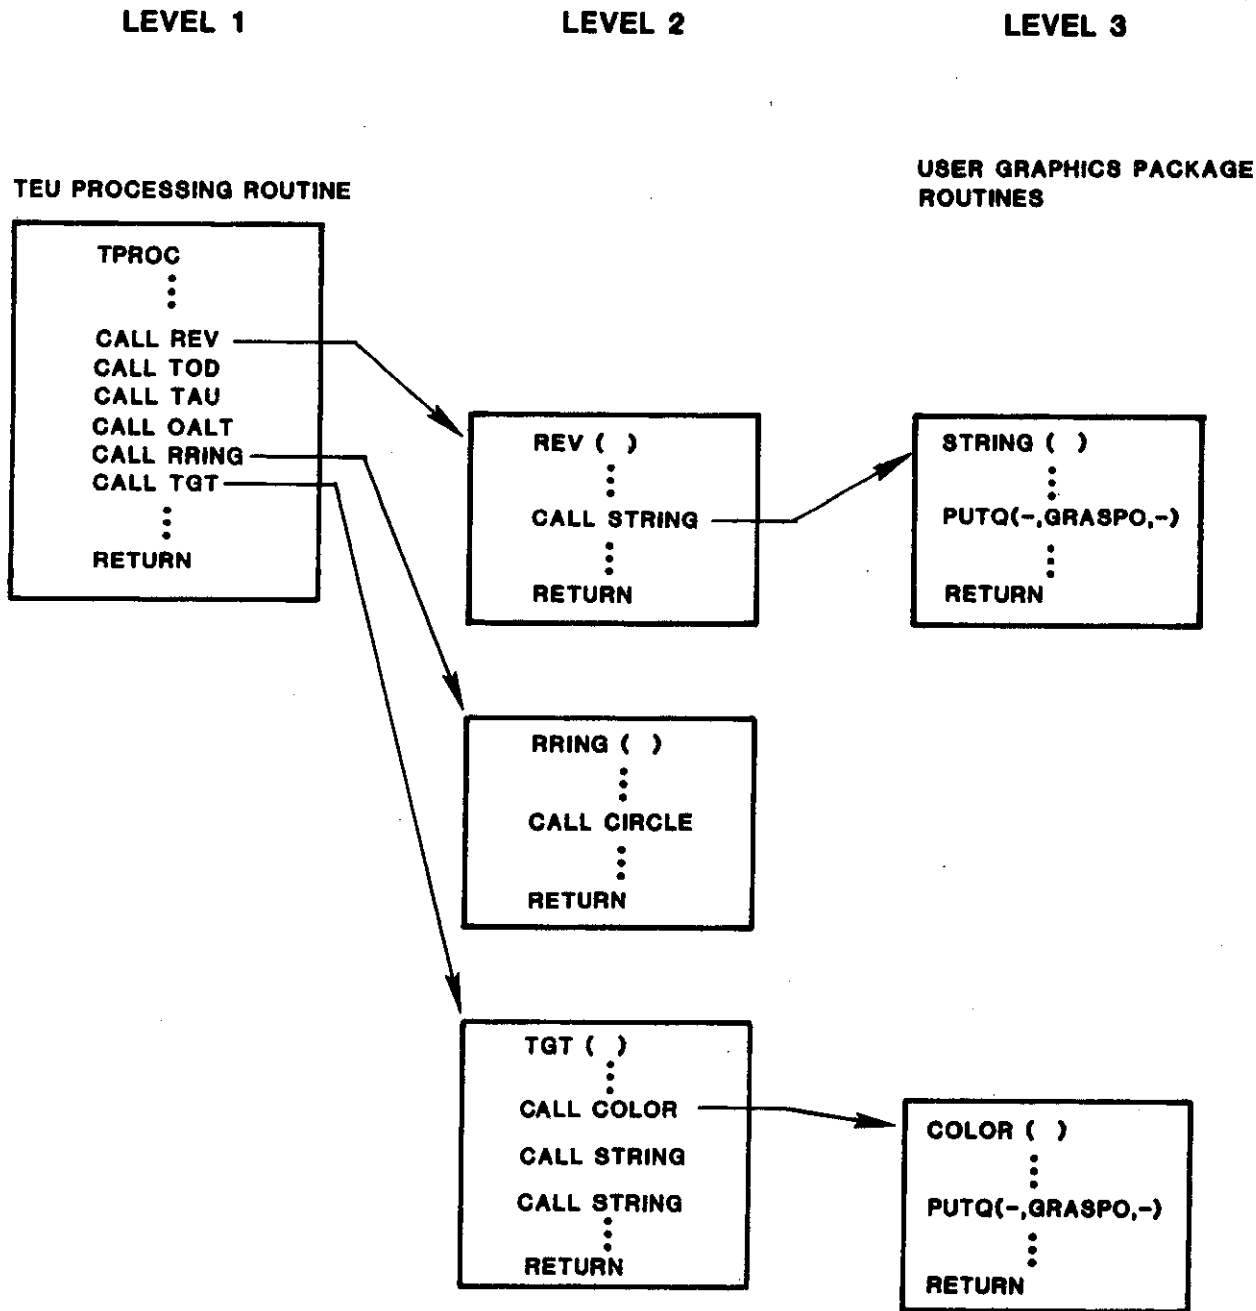 LEVEL 1
LEVEL 2
LEVEL 3
TEU PROCESSING ROUTINE
TPROC
CALL REV
CALL TOD
CALL TAU
CALL OALT
CALL RRING
CALL TGT
RETURN
REV ( )
CALL STRING
RETURN
RRING ( )
CALL CIRCLE
RETURN
TGT ( )
CALL COLOR
CALL STRING
CALL STRING
RETURN
USER GRAPHICS PACKAGE
ROUTINES
STRING ( )
PUTQ(-,GRASPO,-)
RETURN
COLOR ( )
PUTQ(-,GRASPO,-)
RETURN